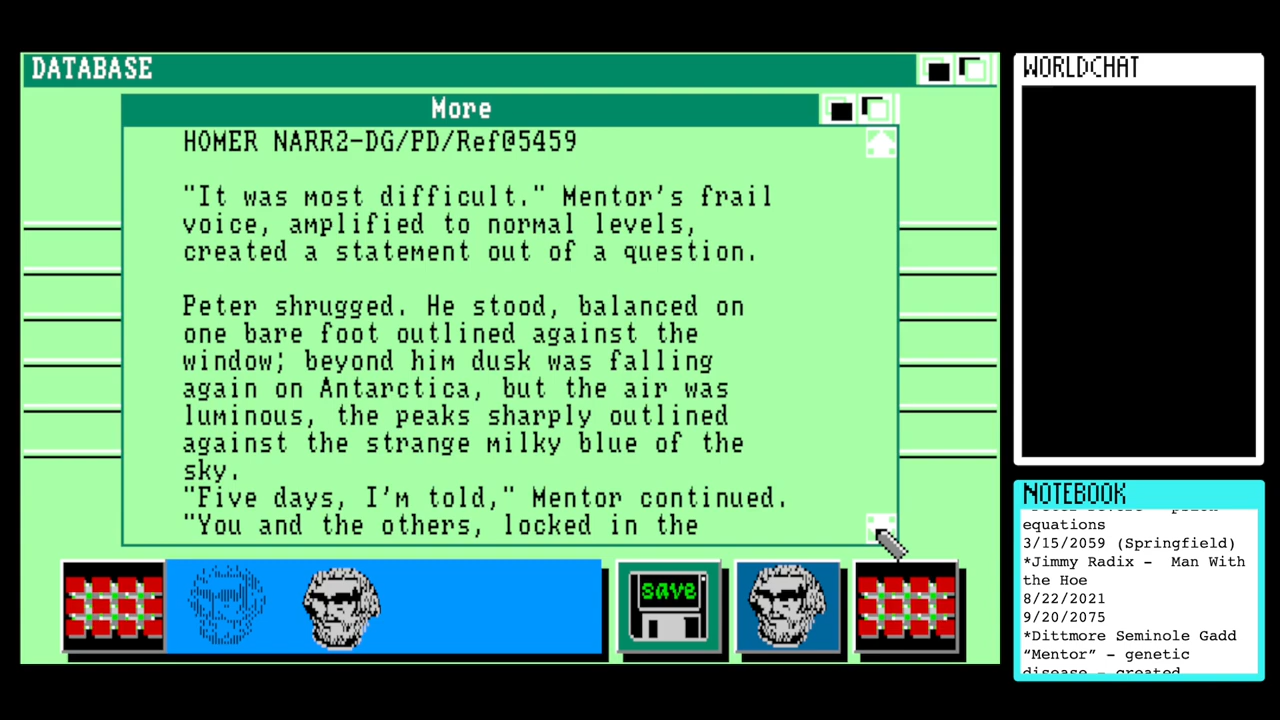 DATABASE
More
HOMER NARR2-DG/PD/Ref@5459
"It was most difficult." Mentor's frail
voice, amplified to normal levels,
created a statement out of a question.
Peter shrugged. He stood, balanced on
one bare foot outlined against the
window; beyond him dusk was falling
again on Antarctica, but the air was
luminous, the peaks sharply outlined
against the strange milky blue of the
sky.
"Five days, I'm told," Mentor continued.
"You and the others, locked in the
save
WORLDCHAT
NOTEBOOK
equations
3/15/2059 (Springfield)
*Jimmy Radix - Man With
the Hoe
8/22/2021
9/20/2075
*Dittmore Seminole Gadd
“Mentor” - genetic
disease - created